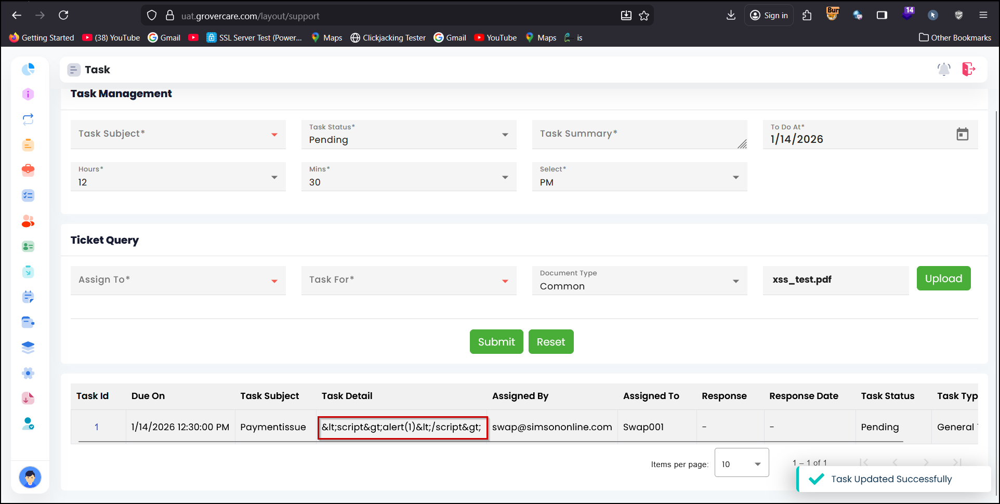 uat.grovercare.com/layout/support
Sign in
Bur
14
CSP
Getting Started
(38) YouTube
Gmail
SSL Server Test (Power...
Maps
Clickjacking Tester
Gmail
YouTube
Maps
is
Other Bookmarks
Task
Task Management
Task Subject*
Task Status*
Pending
Task Summary*
To Do At*
1/14/2026
Hours*
12
Mins*
30
Select*
PM
Ticket Query
Assign To*
Task For*
Document Type
Common
xss_test.pdf
Upload
Submit
Reset
Task Id Due On Task Subject Task Detail Assigned By Assigned To Response Response Date Task Status Task Typ
1 1/14/2026 12:30:00 PM Paymentissue &lt;script&gt;alert(1)&lt;/script&gt; swap@simsononline.com Swap001 - - Pending General
Items per page: 10 1 – 1 of 1
Task Updated Successfully